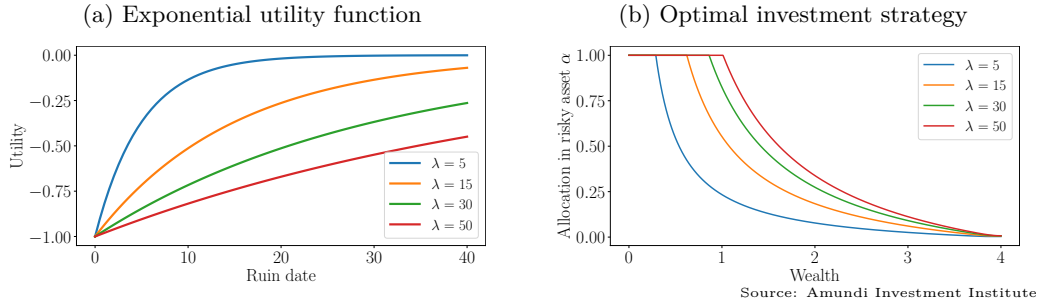 (a) Exponential utility function
0.00
−0.25
−0.50
−0.75
−1.00
Utility
0
10
20
30
40
Ruin date
λ = 5
λ = 15
λ = 30
λ = 50
(b) Optimal investment strategy
1.00
0.75
0.50
0.25
0.00
Allocation in risky asset α
0
1
2
3
4
Wealth
λ = 5
λ = 15
λ = 30
λ = 50
Source: Amundi Investment Institute